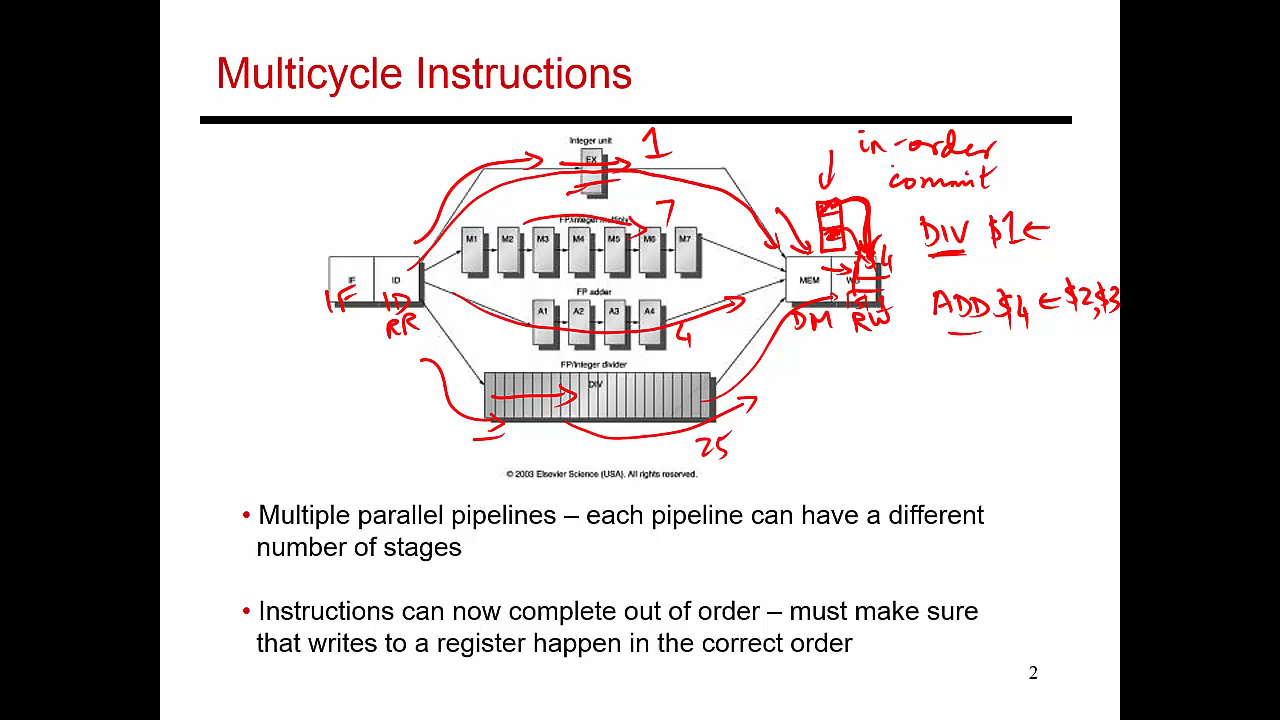 Multicycle Instructions
Integer unit
EX
1
in-order
commit
FP/integer multiply
7
M1 M2 M3 M4 M5 M6 M7
DIV $1 ←
IF ID
MEM
$4
IF ID
RR
FP adder
DM RW
ADD $4 ← $2,$3
A1 A2 A3 A4
4
FP/Integer divider
DIV
25
© 2003 Elsevier Science (USA). All rights reserved.
• Multiple parallel pipelines – each pipeline can have a different
number of stages
• Instructions can now complete out of order – must make sure
that writes to a register happen in the correct order
2